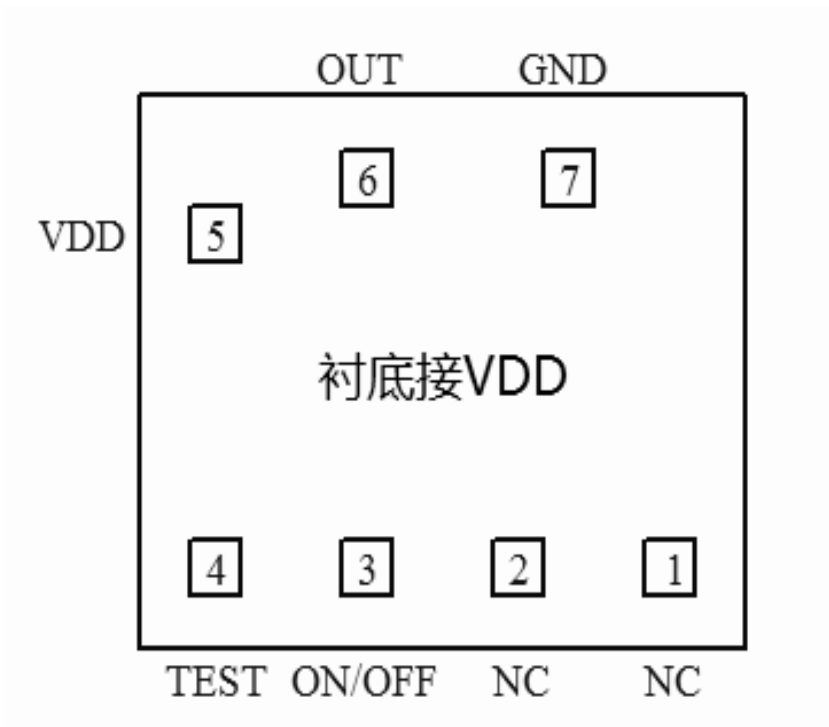 OUT GND
6 7
VDD 5
衬底接VDD
4 3 2 1
TEST ON/OFF NC NC